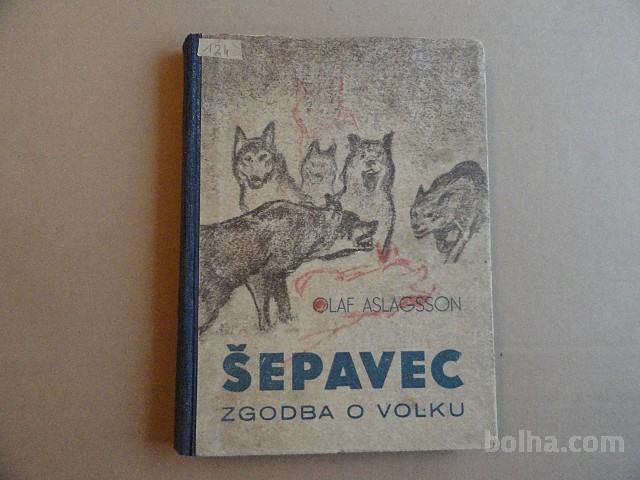 124
OLAF ASLAGSSON
ŠEPAVEC
ZGODBA O VOLKU
bolha.com